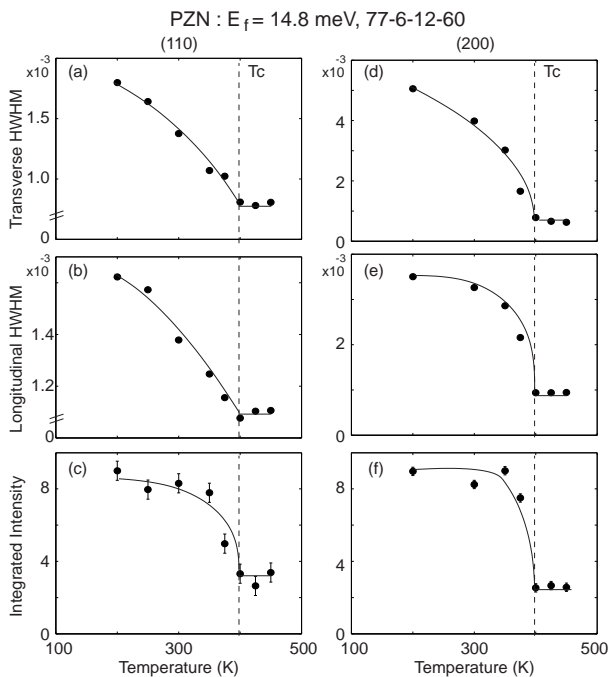 PZN : E f = 14.8 meV, 77-6-12-60
(110)
(200)
x10 -3
(a)
Tc
1.5
1.0
0
Transverse HWHM
x10 -3
(d)
Tc
4
2
0
x10 -3
(b)
1.4
1.2
0
Longitudinal HWHM
x10 -3
(e)
2
0
(c)
8
4
0
Integrated Intensity
(f)
8
4
0
100 300 500
Temperature (K)
100 300 500
Temperature (K)